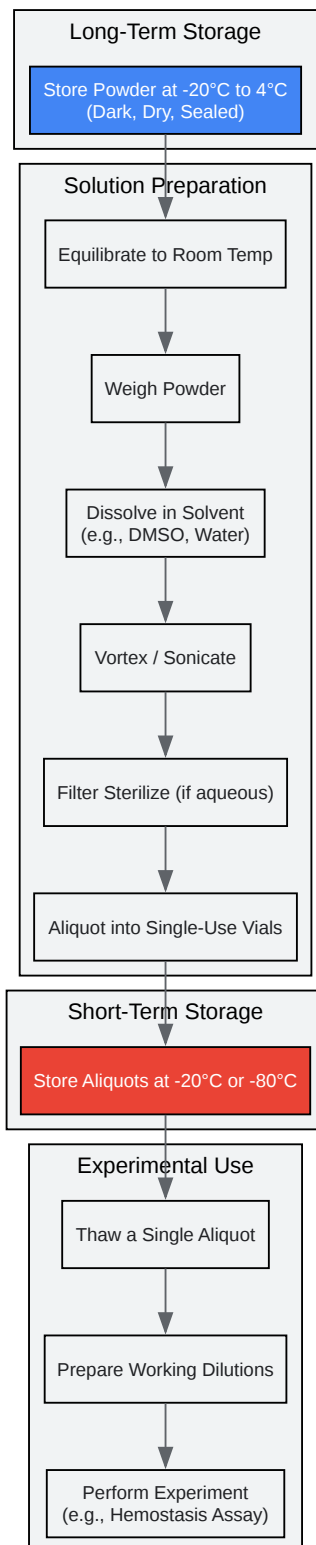 Long-Term Storage
Store Powder at -20°C to 4°C
(Dark, Dry, Sealed)
Solution Preparation
Equilibrate to Room Temp
Weigh Powder
Dissolve in Solvent
(e.g., DMSO, Water)
Vortex / Sonicate
Filter Sterilize (if aqueous)
Aliquot into Single-Use Vials
Short-Term Storage
Store Aliquots at -20°C or -80°C
Experimental Use
Thaw a Single Aliquot
Prepare Working Dilutions
Perform Experiment
(e.g., Hemostasis Assay)